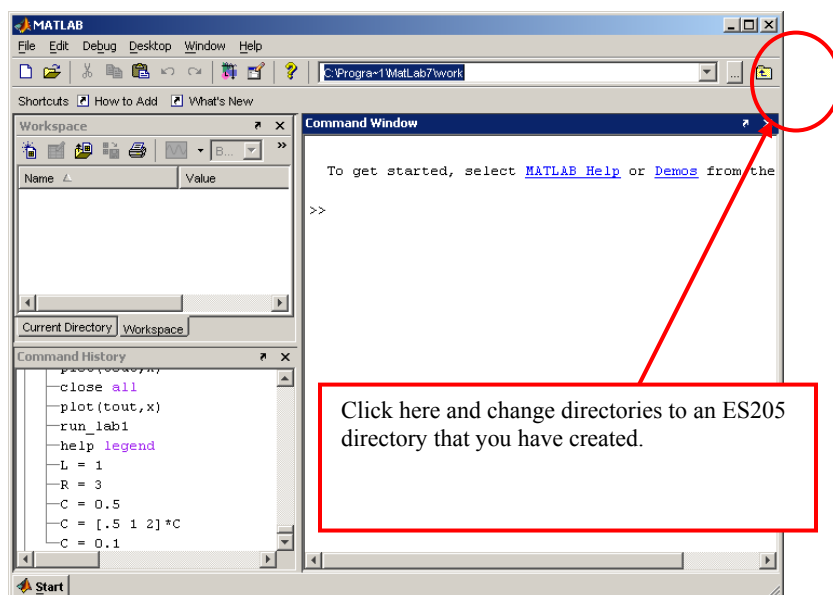 MATLAB
File Edit Debug Desktop Window Help
C:\Progra~1\MatLab7\work
...
Shortcuts How to Add What's New
Workspace
B...
»
Name
Value
Current Directory Workspace
Command History
plot(tout,x)
close all
plot(tout,x)
run_lab1
help legend
L = 1
R = 3
C = 0.5
C = [.5 1 2]*C
C = 0.1
Command Window
To get started, select MATLAB Help or Demos from the
>>
Click here and change directories to an ES205
directory that you have created.
Start